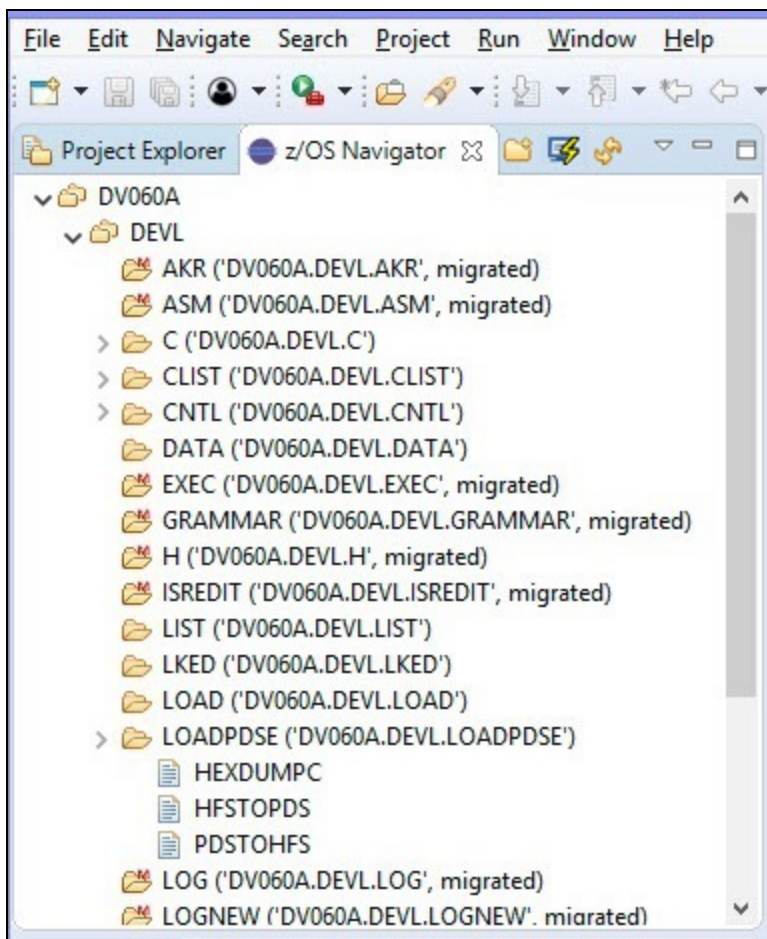 File Edit Navigate Search Project Run Window Help
Project Explorer z/OS Navigator
DV060A
DEVL
AKR ('DV060A.DEVL.AKR', migrated)
ASM ('DV060A.DEVL.ASM', migrated)
C ('DV060A.DEVL.C')
CLIST ('DV060A.DEVL.CLIST')
CNTL ('DV060A.DEVL.CNTL')
DATA ('DV060A.DEVL.DATA')
EXEC ('DV060A.DEVL.EXEC', migrated)
GRAMMAR ('DV060A.DEVL.GRAMMAR', migrated)
H ('DV060A.DEVL.H', migrated)
ISREDIT ('DV060A.DEVL.ISREDIT', migrated)
LIST ('DV060A.DEVL.LIST')
LKED ('DV060A.DEVL.LKED')
LOAD ('DV060A.DEVL.LOAD')
LOADPDSE ('DV060A.DEVL.LOADPDSE')
HEXDUMPC
HFSTOPDS
PDSTOHFS
LOG ('DV060A.DEVL.LOG', migrated)
LOGNEW ('DV060A.DEVL.LOGNEW', migrated)